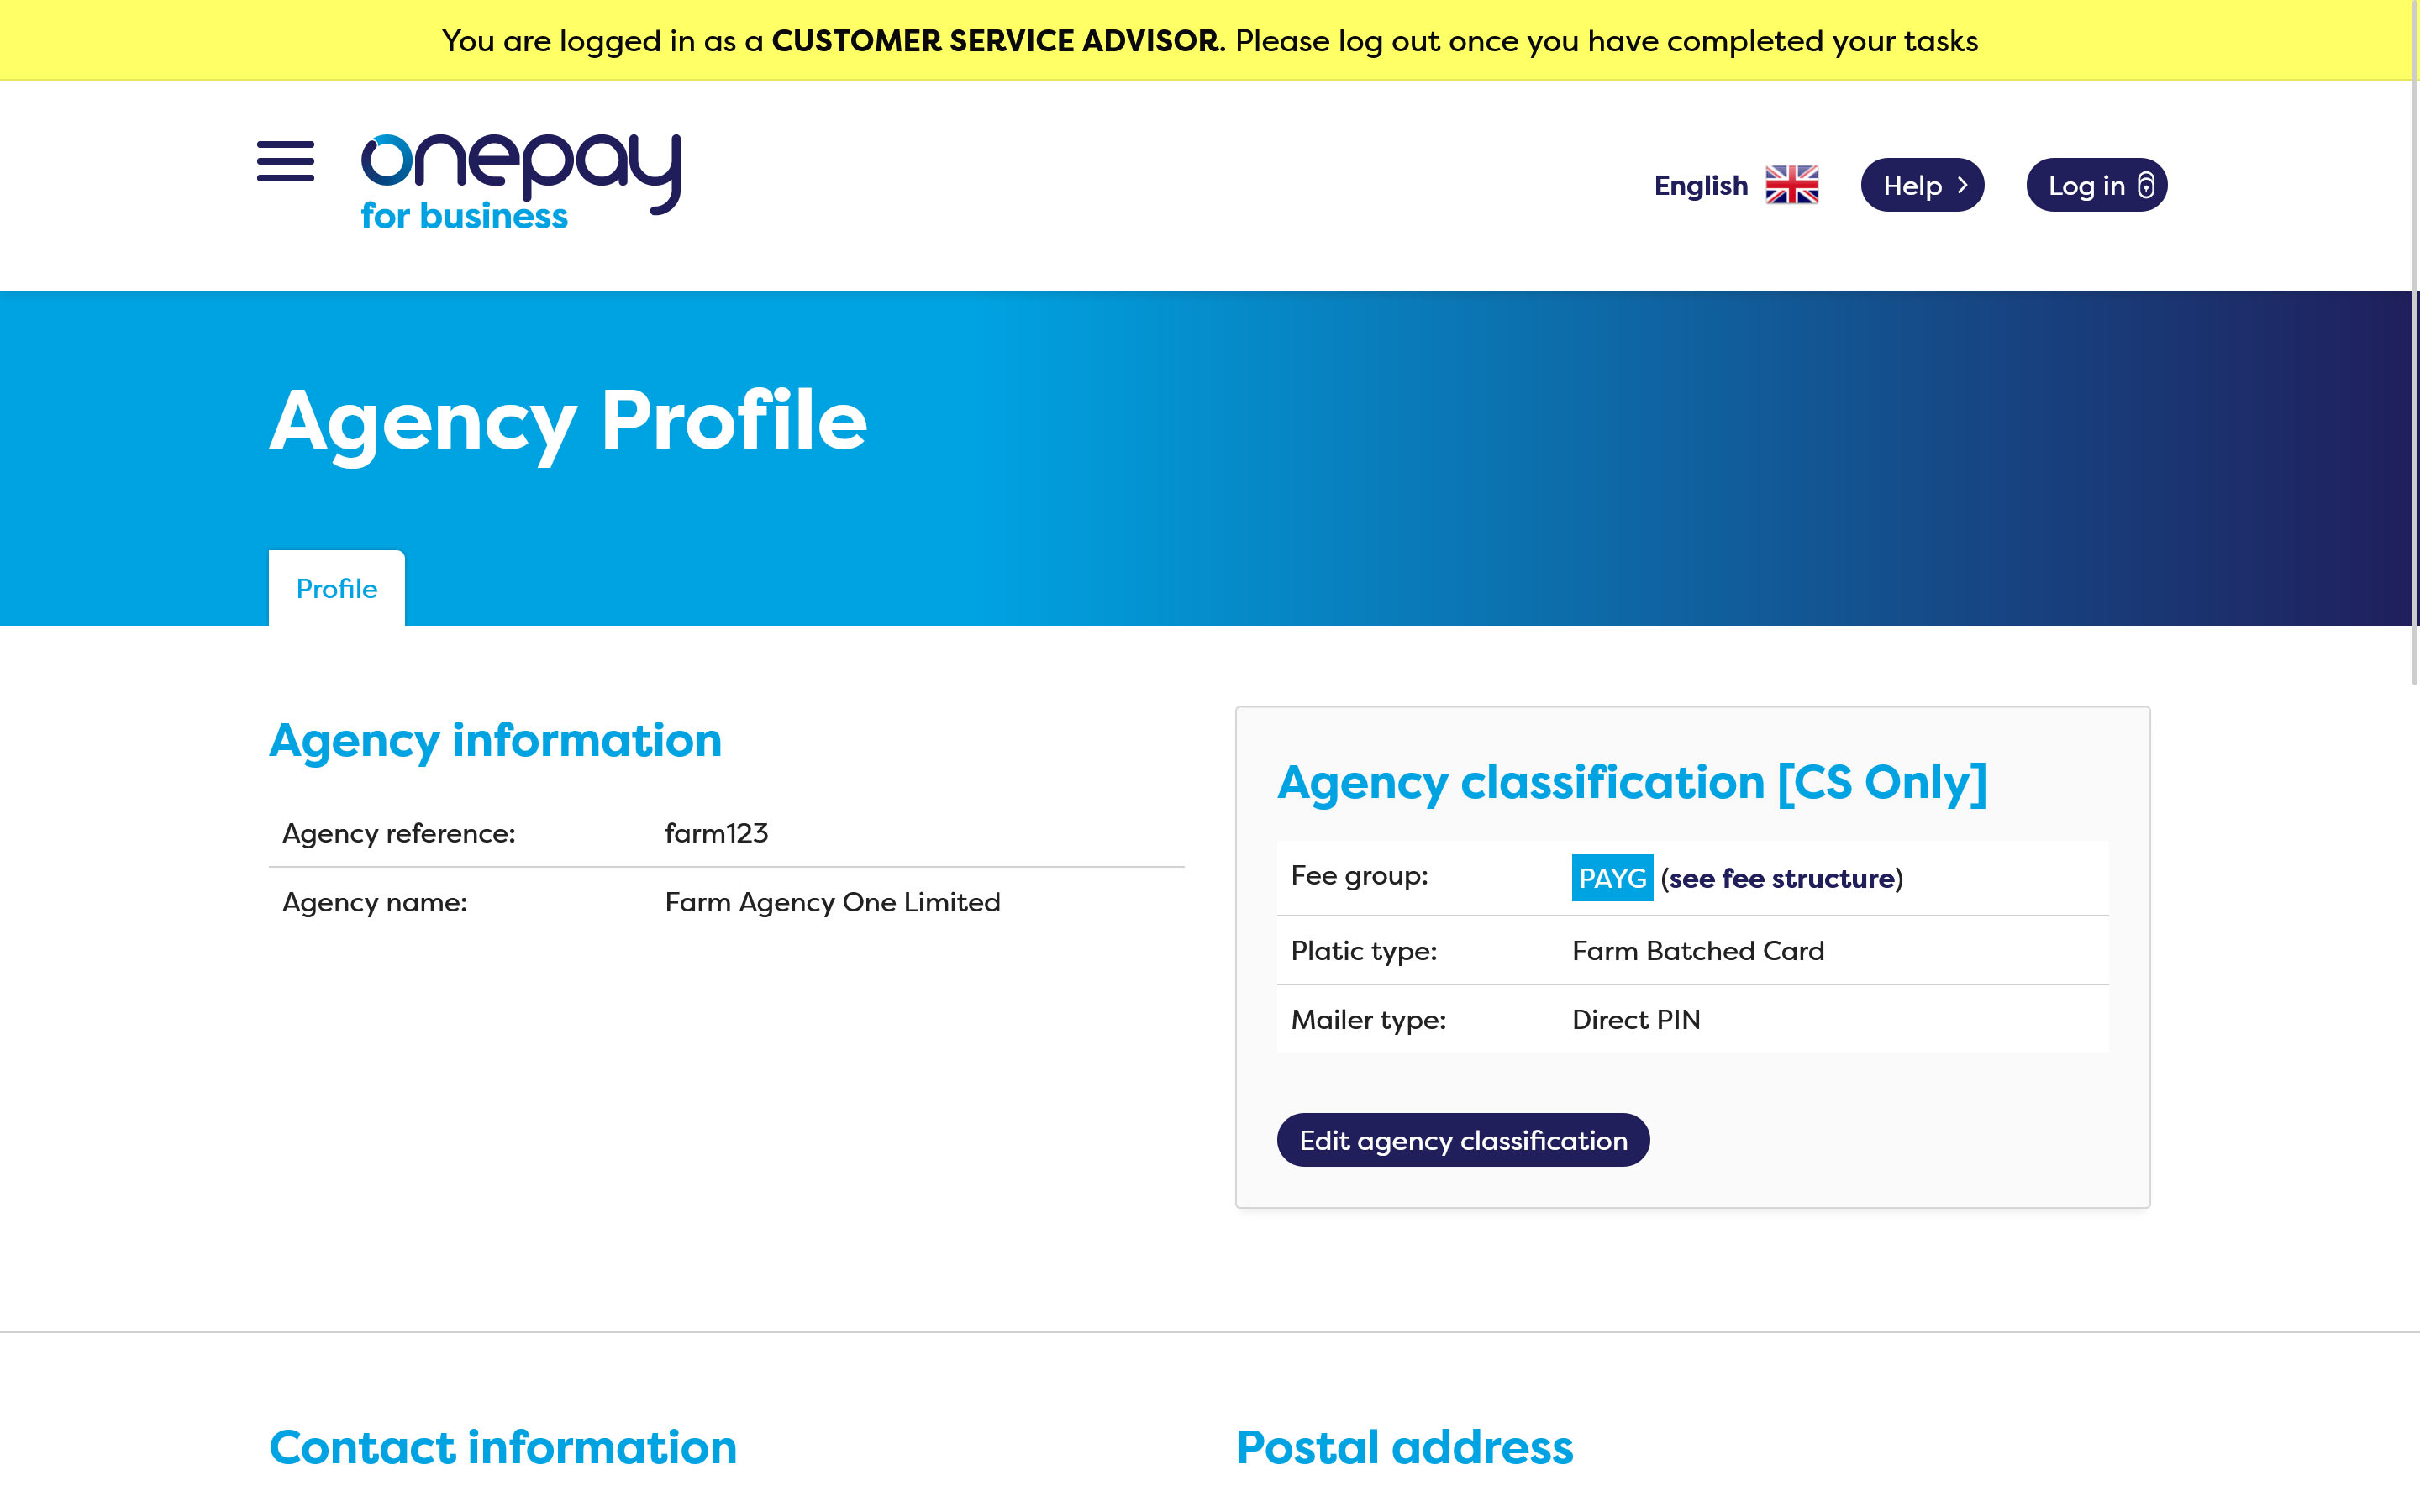 You are logged in as a CUSTOMER SERVICE ADVISOR. Please log out once you have completed your tasks
onepay
for business
English
Help
Log in
Agency Profile
Profile
Agency information
Agency reference: farm123
Agency name: Farm Agency One Limited
Agency classification [CS Only]
Fee group: PAYG (see fee structure)
Platic type: Farm Batched Card
Mailer type: Direct PIN
Edit agency classification
Contact information
Postal address